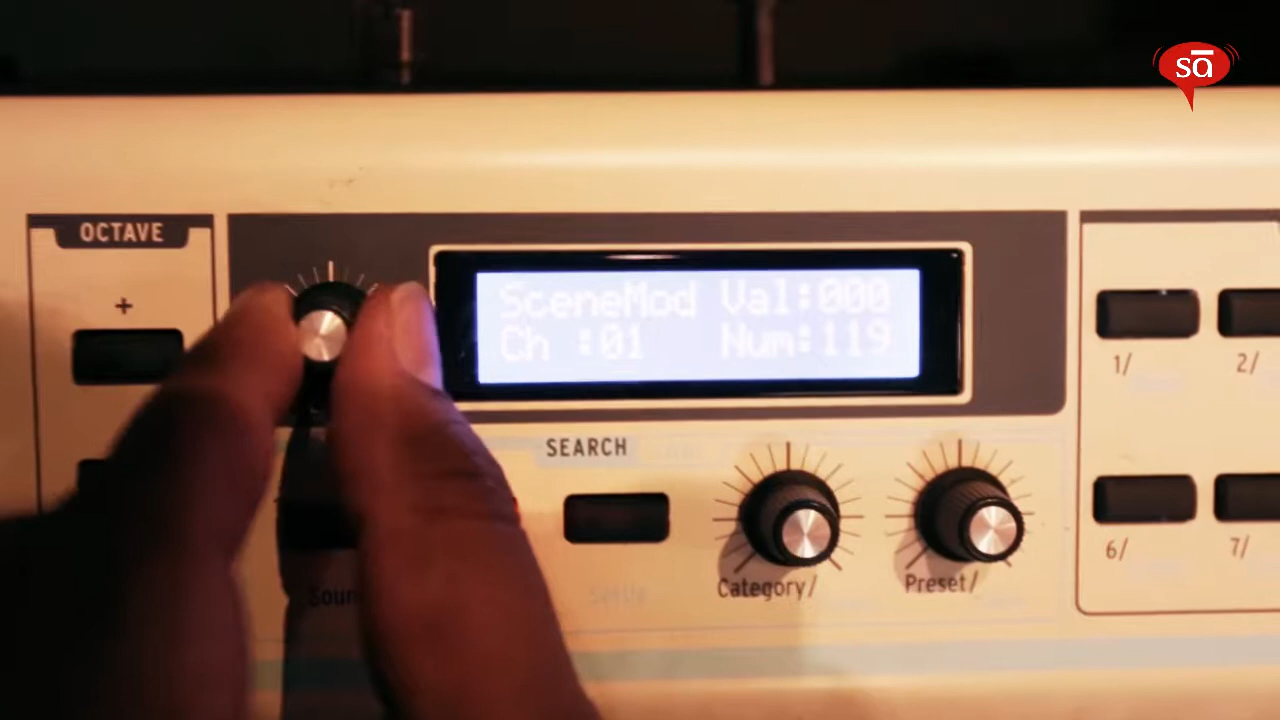 sā
OCTAVE
+
SceneMod Val:000
Ch :01 Num:119
SEARCH
1/
2/
6/
7/
Category/
Preset/